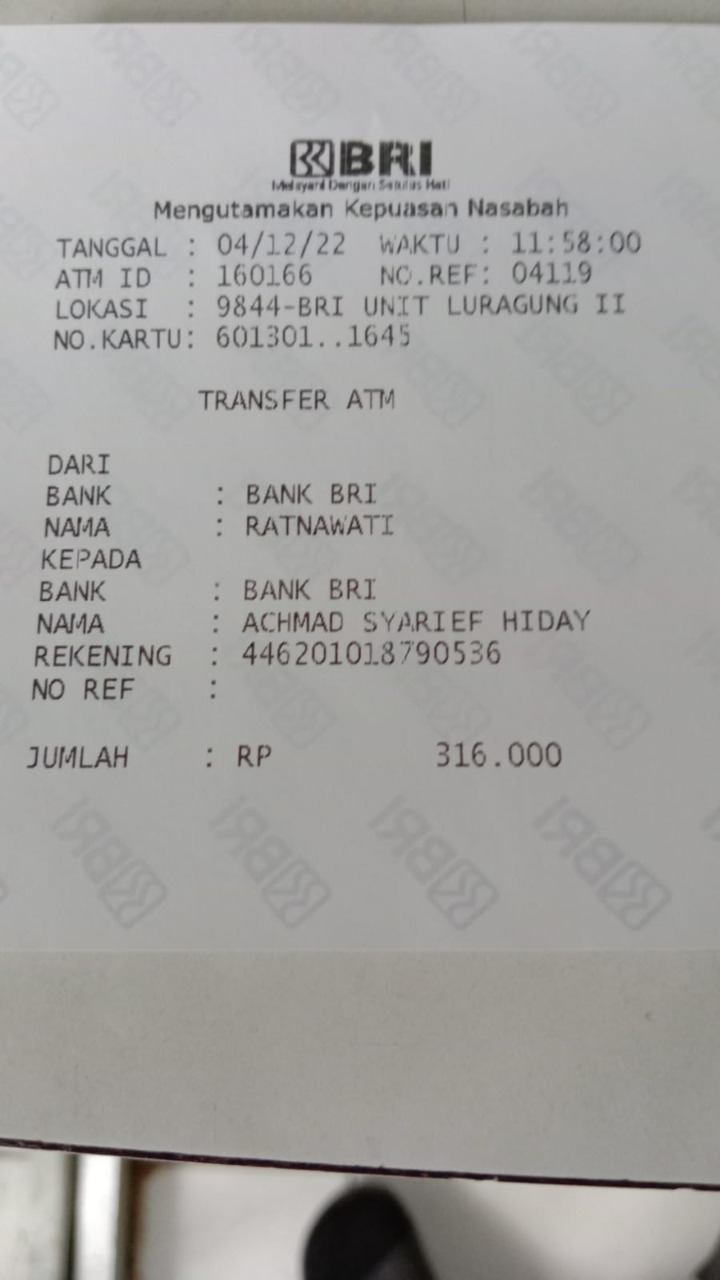 BRI
Melayani Dengan Setulus Hati
Mengutamakan Kepuasan Nasabah
TANGGAL : 04/12/22 WAKTU : 11:58:00
ATM ID : 160166 NO.REF: 04119
LOKASI : 9844-BRI UNIT LURAGUNG II
NO.KARTU: 601301..1645
TRANSFER ATM
DARI
BANK : BANK BRI
NAMA : RATNAWATI
KEPADA
BANK : BANK BRI
NAMA : ACHMAD SYARIEF HIDAY
REKENING : 446201018790536
NO REF :
JUMLAH : RP 316.000